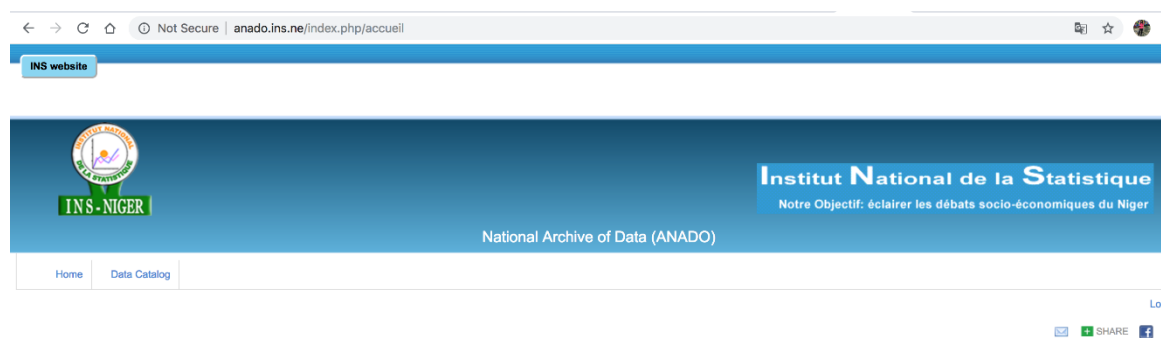 Not Secure | anado.ins.ne/index.php/accueil
INS website
INSTITUT NATIONAL
DE LA STATISTIQUE
INS-NIGER
Institut National de la Statistique
Notre Objectif: éclairer les débats socio-économiques du Niger
National Archive of Data (ANADO)
Home Data Catalog
Lo
SHARE